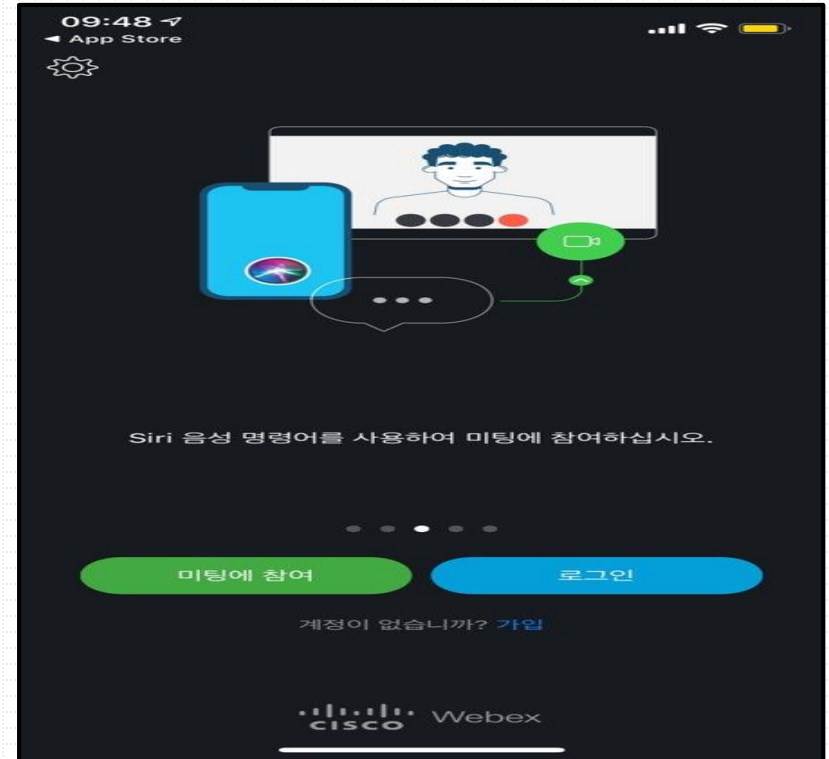 09:48
App Store
Siri 음성 명령어를 사용하여 미팅에 참여하십시오.
미팅에 참여
로그인
계정이 없습니까? 가입
CISCO Webex